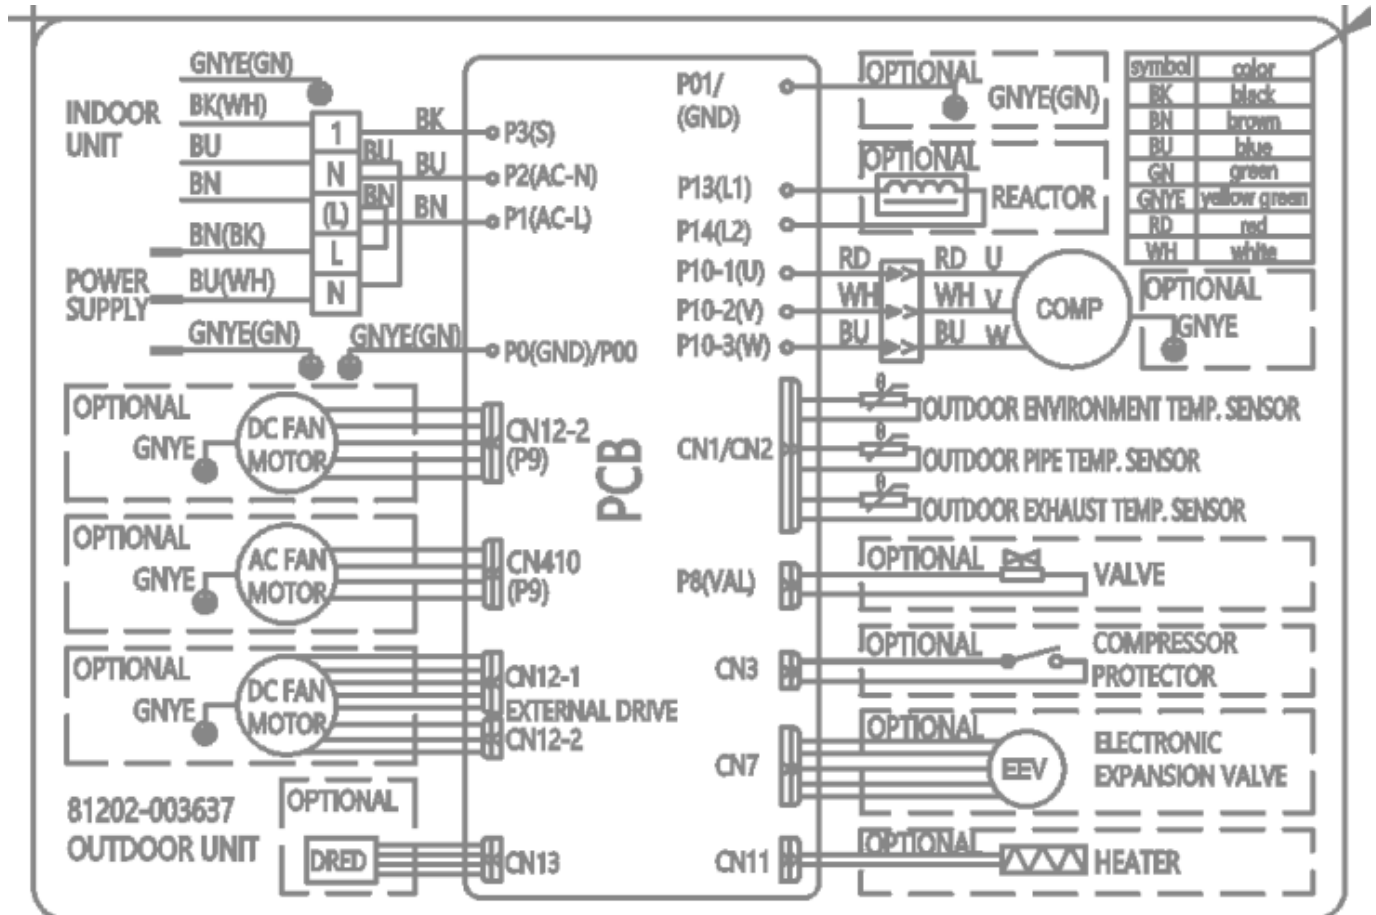 GNYE(GN)
INDOOR
UNIT
BK(WH)
BU
BN
BN(BK)
POWER
SUPPLY
BU(WH)
GNYE(GN)
GNYE(GN)
1
N
(L)
L
N
BK
BU
BU
BN
BN
P3(S)
P2(AC-N)
P1(AC-L)
P0(GND)/P00
OPTIONAL
GNYE
DC FAN
MOTOR
CN12-2
(P9)
OPTIONAL
GNYE
AC FAN
MOTOR
CN410
(P9)
OPTIONAL
GNYE
DC FAN
MOTOR
CN12-1
EXTERNAL DRIVE
CN12-2
81202-003637
OUTDOOR UNIT
OPTIONAL
DRED
CN13
PCB
P01/
(GND)
OPTIONAL
GNYE(GN)
P13(L1)
P14(L2)
OPTIONAL
REACTOR
P10-1(U)
P10-2(V)
P10-3(W)
RD
WH
BU
RD U
WH V
BU W
COMP
OPTIONAL
GNYE
symbol color
BK black
BN brown
BU blue
GN green
GNYE yellow green
RD red
WH white
CN1/CN2
θ
OUTDOOR ENVIRONMENT TEMP. SENSOR
θ
OUTDOOR PIPE TEMP. SENSOR
θ
OUTDOOR EXHAUST TEMP. SENSOR
P8(VAL)
OPTIONAL
VALVE
CN3
OPTIONAL
COMPRESSOR
PROTECTOR
CN7
OPTIONAL
EEV
ELECTRONIC
EXPANSION VALVE
CN11
OPTIONAL
HEATER